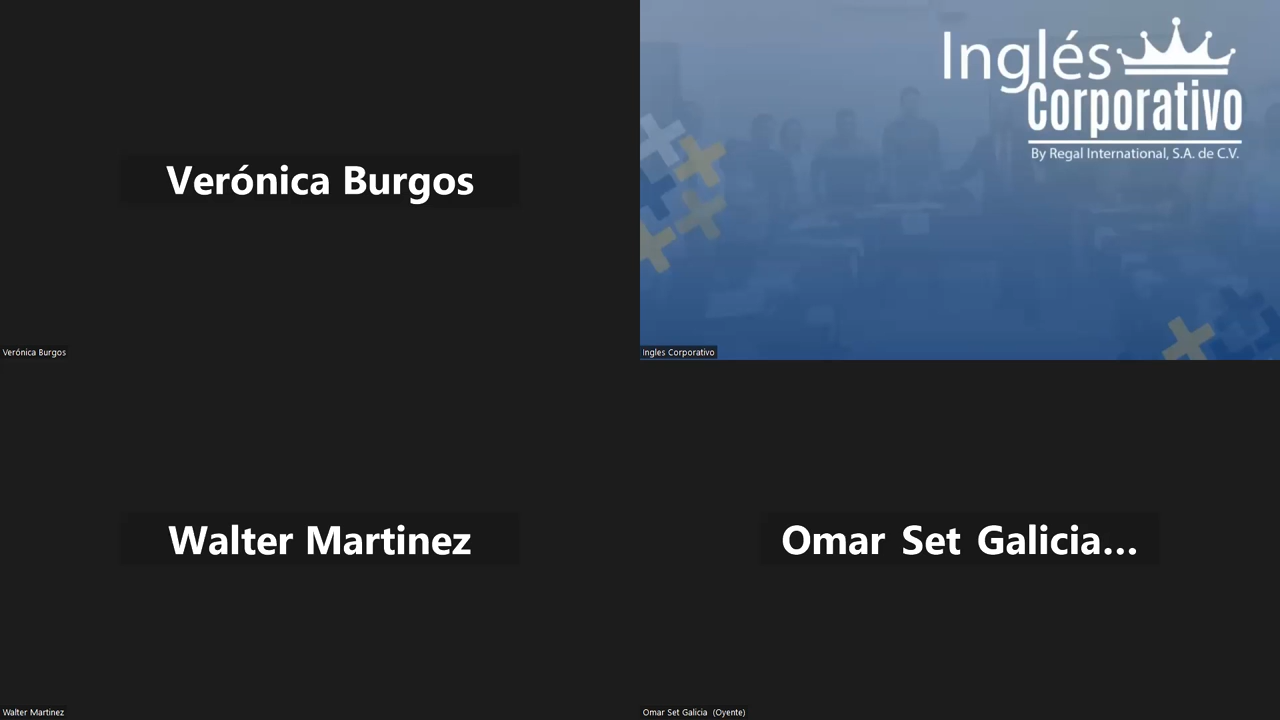 Verónica Burgos
Verónica Burgos
Inglés
Corporativo
By Regal International, S.A. de C.V.
Ingles Corporativo
Walter Martinez
Walter Martinez
Omar Set Galicia...
Omar Set Galicia (Oyente)